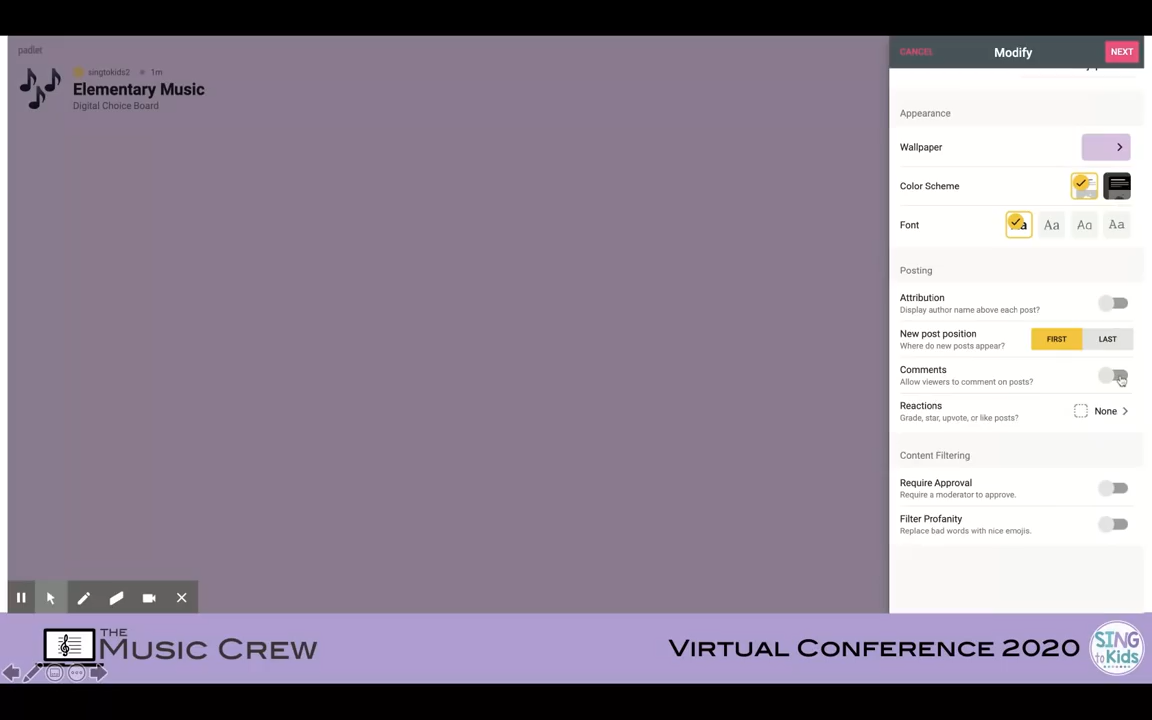 padlet
singtokids2 1m
Elementary Music
Digital Choice Board
CANCEL
Modify
NEXT
Appearance
Wallpaper
Color Scheme
Font
Aa
Aa
Aa
Posting
Attribution
Display author name above each post?
New post position
Where do new posts appear?
FIRST
LAST
Comments
Allow viewers to comment on posts?
Reactions
Grade, star, upvote, or like posts?
None
Content Filtering
Require Approval
Require a moderator to approve.
Filter Profanity
Replace bad words with nice emojis.
THE
MUSIC CREW
VIRTUAL CONFERENCE 2020
SING
to Kids